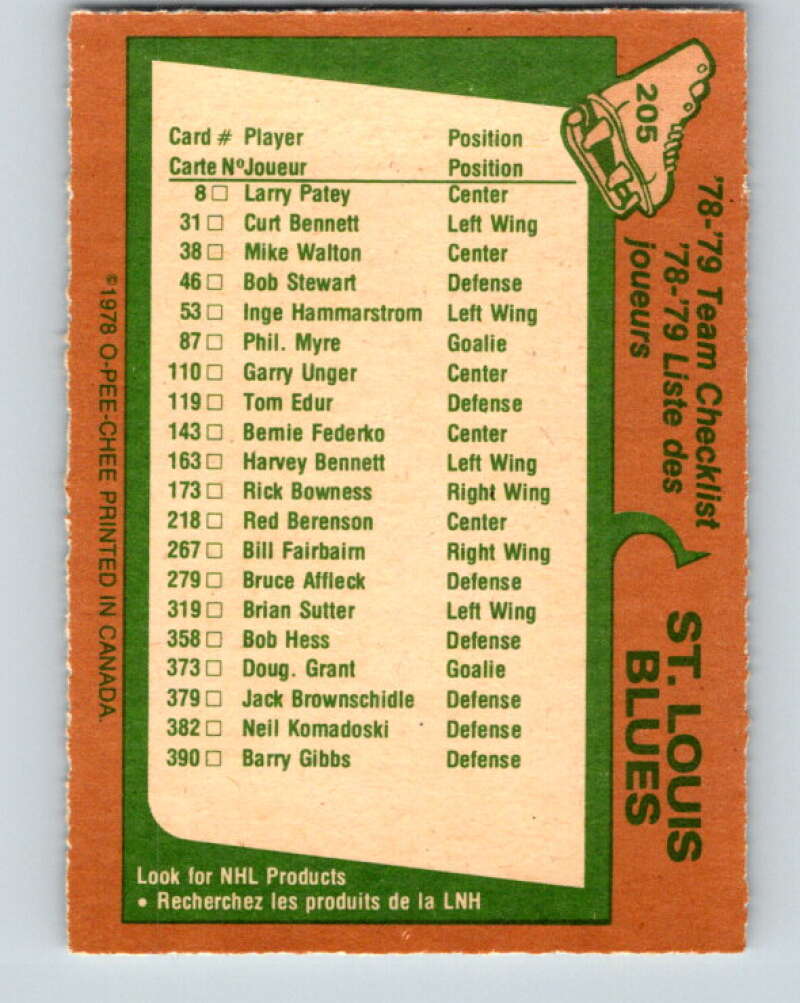 205
'78-'79 Team Checklist
'78-'79 Liste des
joueurs
ST. LOUIS
BLUES
Card # Player Position
Carte Nº Joueur Position
8 □ Larry Patey Center
31 □ Curt Bennett Left Wing
38 □ Mike Walton Center
46 □ Bob Stewart Defense
53 □ Inge Hammarstrom Left Wing
87 □ Phil. Myre Goalie
110 □ Garry Unger Center
119 □ Tom Edur Defense
143 □ Bernie Federko Center
163 □ Harvey Bennett Left Wing
173 □ Rick Bowness Right Wing
218 □ Red Berenson Center
267 □ Bill Fairbairn Right Wing
279 □ Bruce Affleck Defense
319 □ Brian Sutter Left Wing
358 □ Bob Hess Defense
373 □ Doug. Grant Goalie
379 □ Jack Brownschidle Defense
382 □ Neil Komadoski Defense
390 □ Barry Gibbs Defense
Look for NHL Products
• Recherchez les produits de la LNH
©1978 O-PEE-CHEE PRINTED IN CANADA.